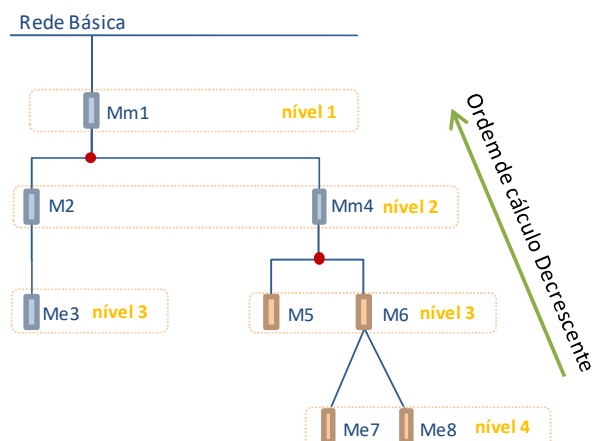 Rede Básica
Mm1 nível 1
M2 Mm4 nível 2
Me3 nível 3 M5 M6 nível 3
Me7 Me8 nível 4
Ordem de cálculo Decrescente